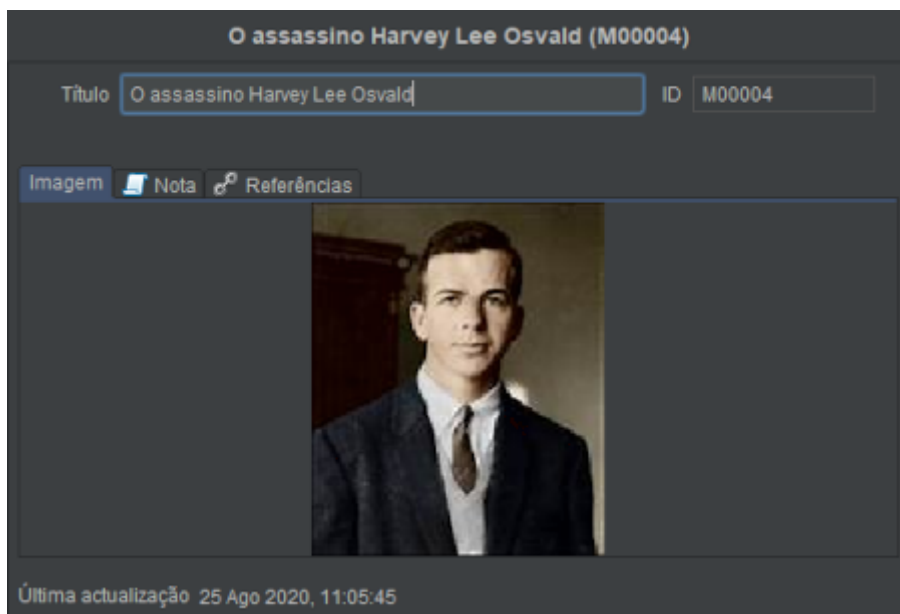 O assassino Harvey Lee Osvald (M00004)
Título O assassino Harvey Lee Osvald ID M00004
Imagem Nota Referências
Última actualização 25 Ago 2020, 11:05:45